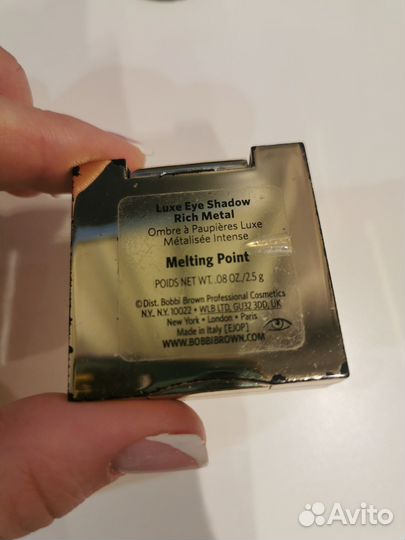 Luxe Eye Shadow
Rich Metal
Ombre à Paupières Luxe
Métalisée Intense
Melting Point
POIDS NET WT. .08 OZ./2.5 g
© Dist. Bobbi Brown Professional Cosmetics
N.Y., N.Y. 10022 • WLB LTD, GU32 3DD, UK
New York • London • Paris
Made in Italy [EJOP]
WWW.BOBBIBROWN.COM
Avito